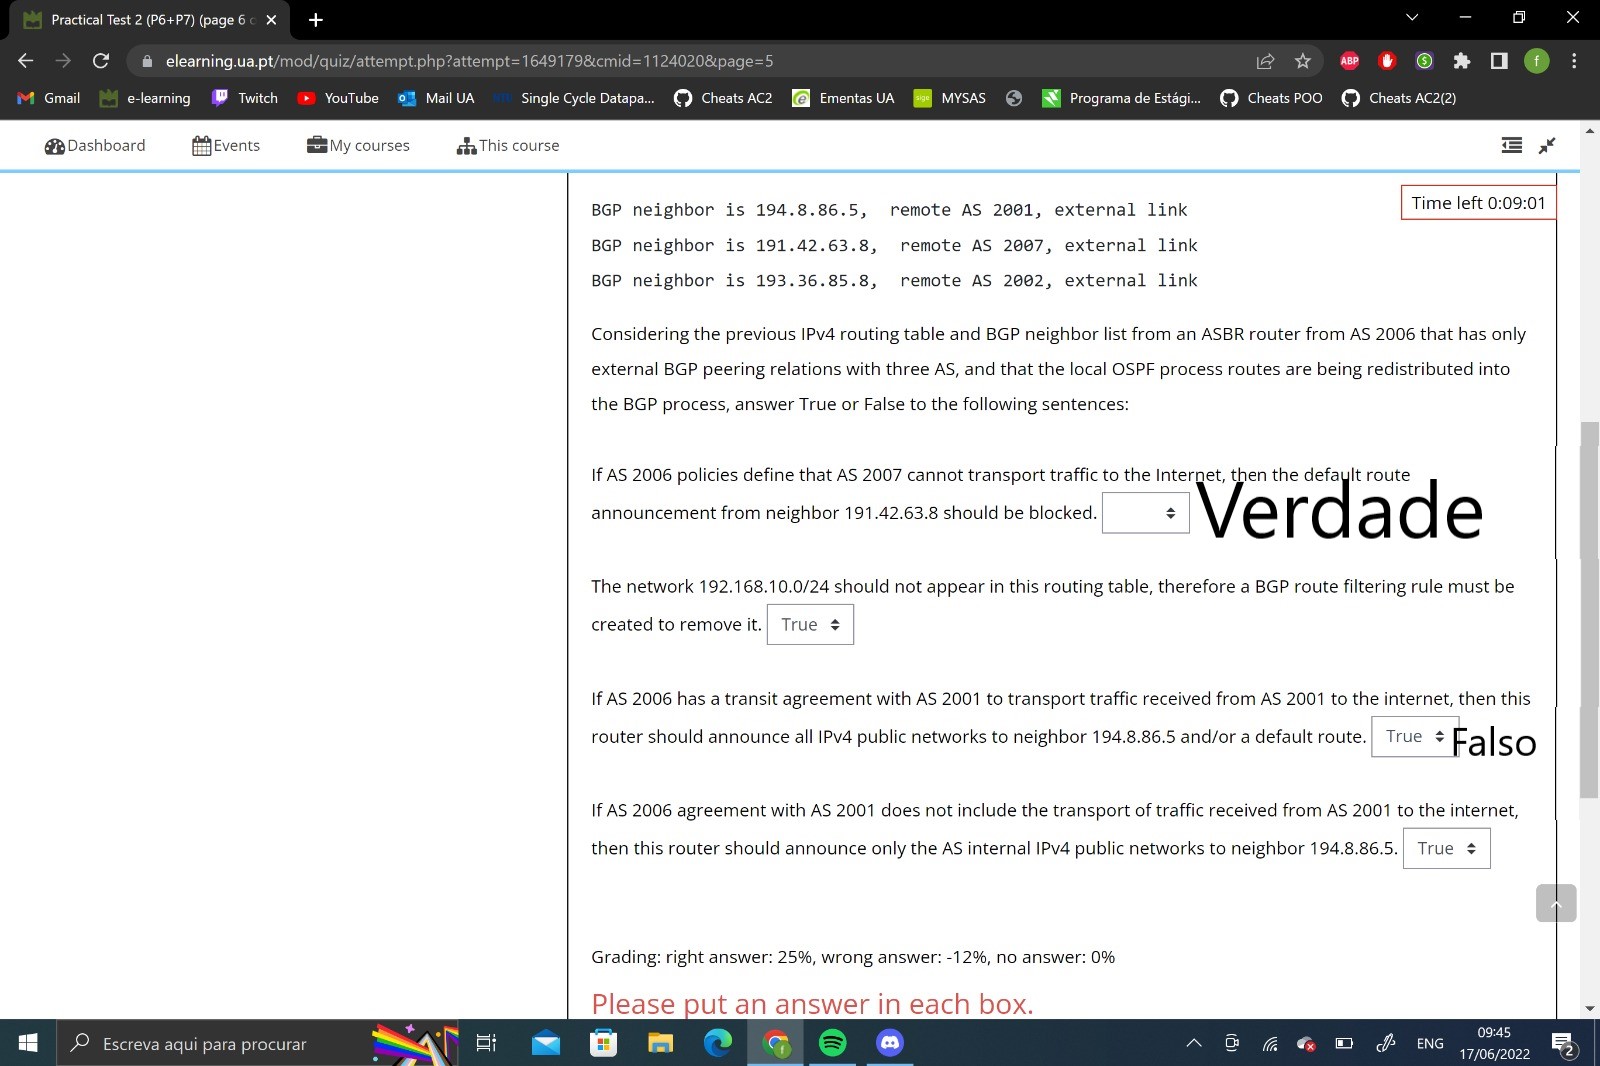 Practical Test 2 (P6+P7) (page 6 o
elearning.ua.pt/mod/quiz/attempt.php?attempt=1649179&cmid=1124020&page=5
ABP
f
Gmail e-learning Twitch YouTube Mail UA Single Cycle Datapa... Cheats AC2 Ementas UA MYSAS Programa de Estági... Cheats POO Cheats AC2(2)
Dashboard Events My courses This course
Time left 0:09:01
BGP neighbor is 194.8.86.5, remote AS 2001, external link
BGP neighbor is 191.42.63.8, remote AS 2007, external link
BGP neighbor is 193.36.85.8, remote AS 2002, external link
Considering the previous IPv4 routing table and BGP neighbor list from an ASBR router from AS 2006 that has only
external BGP peering relations with three AS, and that the local OSPF process routes are being redistributed into
the BGP process, answer True or False to the following sentences:
If AS 2006 policies define that AS 2007 cannot transport traffic to the Internet, then the default route
announcement from neighbor 191.42.63.8 should be blocked. Verdade
The network 192.168.10.0/24 should not appear in this routing table, therefore a BGP route filtering rule must be
created to remove it. True
If AS 2006 has a transit agreement with AS 2001 to transport traffic received from AS 2001 to the internet, then this
router should announce all IPv4 public networks to neighbor 194.8.86.5 and/or a default route. True Falso
If AS 2006 agreement with AS 2001 does not include the transport of traffic received from AS 2001 to the internet,
then this router should announce only the AS internal IPv4 public networks to neighbor 194.8.86.5. True
Grading: right answer: 25%, wrong answer: -12%, no answer: 0%
Please put an answer in each box.
Escreva aqui para procurar
ENG
09:45
17/06/2022
2